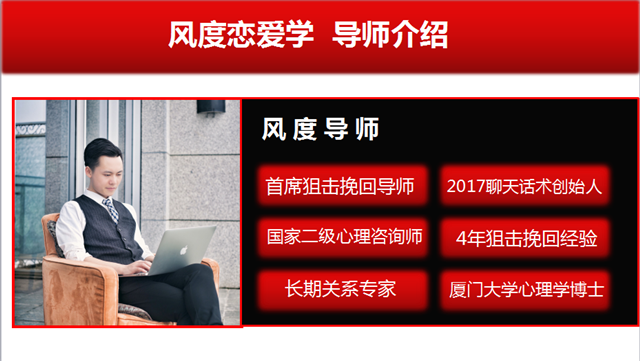 风度恋爱学 导师介绍
风度导师
首席狙击挽回导师
2017聊天话术创始人
国家二级心理咨询师
4年狙击挽回经验
长期关系专家
厦门大学心理学博士